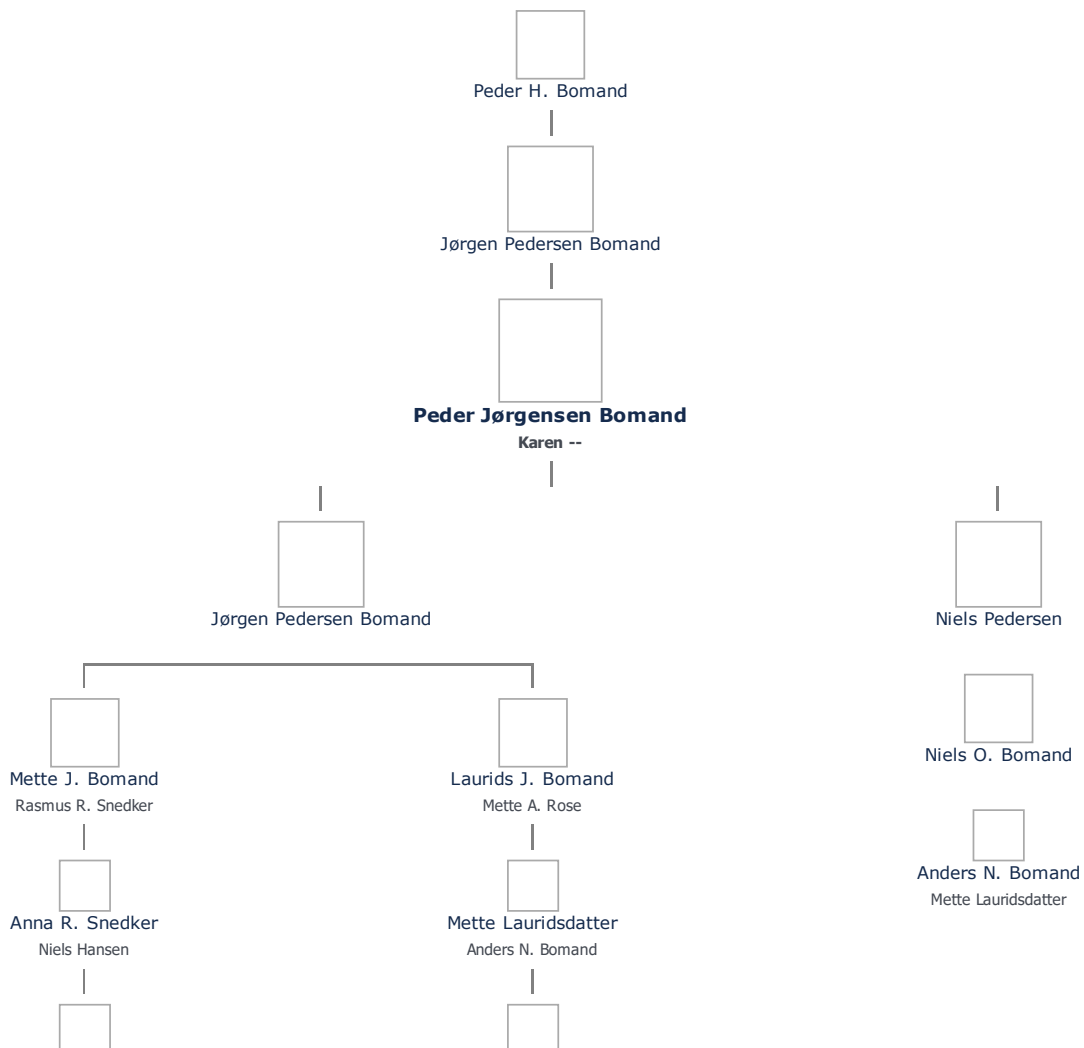 Peder H. Bomand
Jørgen Pedersen Bomand
Peder Jørgensen Bomand
Karen --
Jørgen Pedersen Bomand
Niels Pedersen
Mette J. Bomand
Rasmus R. Snedker
Laurids J. Bomand
Mette A. Rose
Niels O. Bomand
Anna R. Snedker
Niels Hansen
Mette Lauridsdatter
Anders N. Bomand
Anders N. Bomand
Mette Lauridsdatter